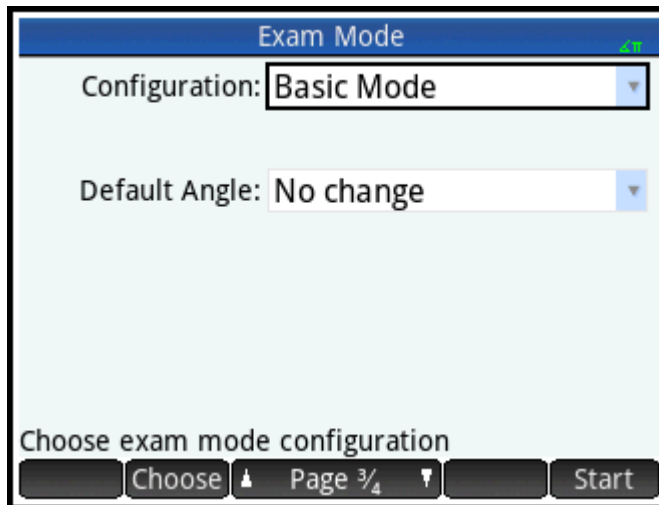 Exam Mode
∡π
Configuration: Basic Mode
Default Angle: No change
Choose exam mode configuration
Choose Page ¾ Start